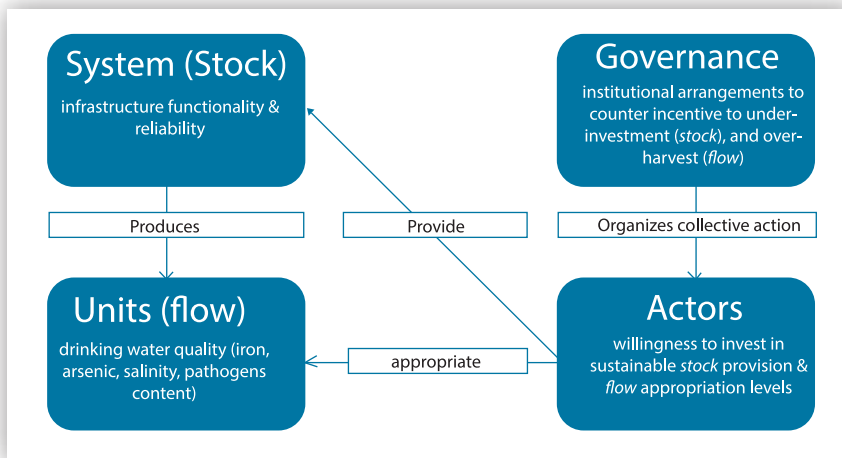 System (Stock)
infrastructure functionality &
reliability
Governance
institutional arrangements to
counter incentive to under-
investment (stock), and over-
harvest (flow)
Produces
Provide
Organizes collective action
Units (flow)
drinking water quality (iron,
arsenic, salinity, pathogens
content)
appropriate
Actors
willingness to invest in
sustainable stock provision &
flow appropriation levels